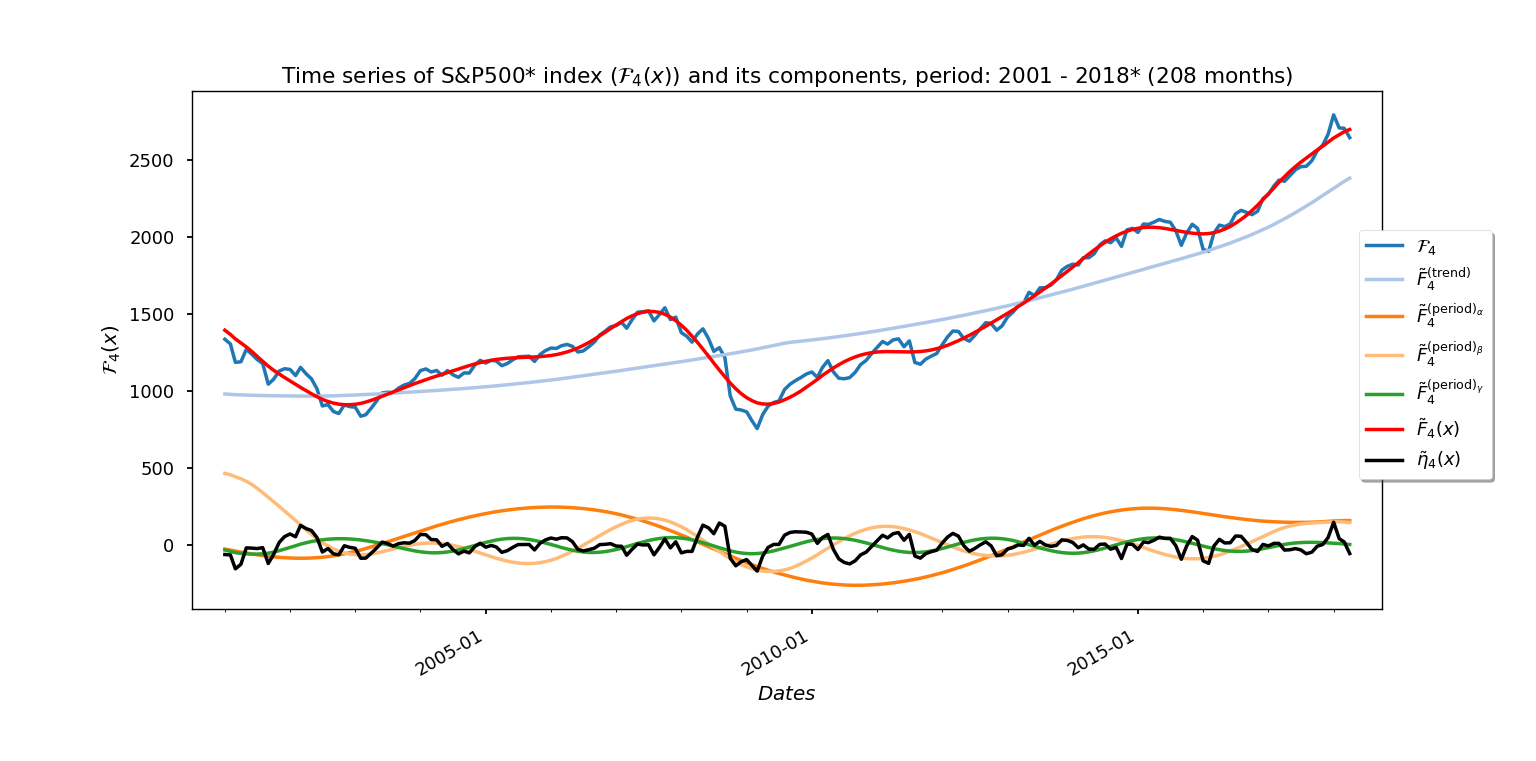 Time series of S&P500* index (ℱ₄(x)) and its components, period: 2001 - 2018* (208 months)
ℱ₄(x)
2500
2000
1500
1000
500
0
2005-01
2010-01
2015-01
Dates
ℱ₄
F̃₄^(trend)
F̃₄^(period)α
F̃₄^(period)β
F̃₄^(period)γ
F̃₄(x)
η̃₄(x)